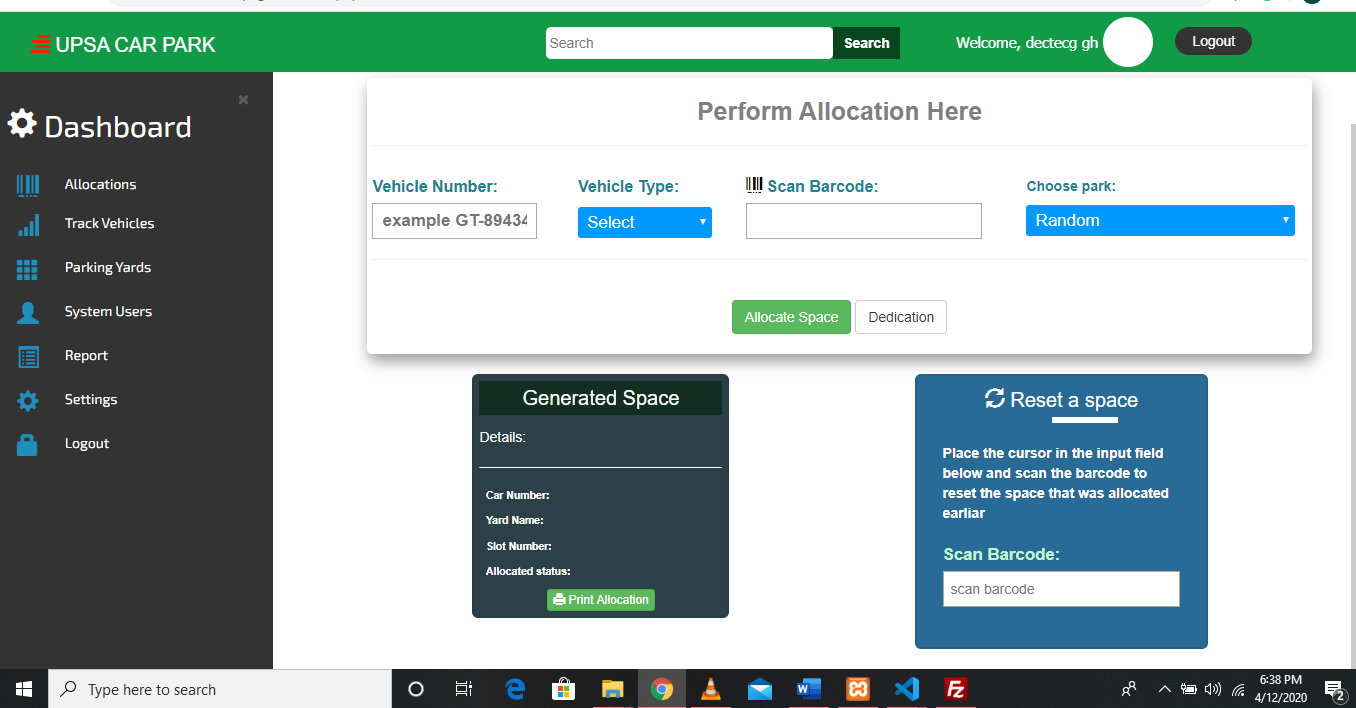 UPSA CAR PARK
Search
Search
Welcome, dectecg gh
Logout
Dashboard
Allocations
Track Vehicles
Parking Yards
System Users
Report
Settings
Logout
Perform Allocation Here
Vehicle Number:
Vehicle Type:
Scan Barcode:
Choose park:
example GT-89434
Select
Random
Allocate Space
Dedication
Generated Space
Details:
Car Number:
Yard Name:
Slot Number:
Allocated status:
Print Allocation
Reset a space
Place the cursor in the input field
below and scan the barcode to
reset the space that was allocated
earliar
Scan Barcode:
scan barcode
Type here to search
6:38 PM
4/12/2020
2